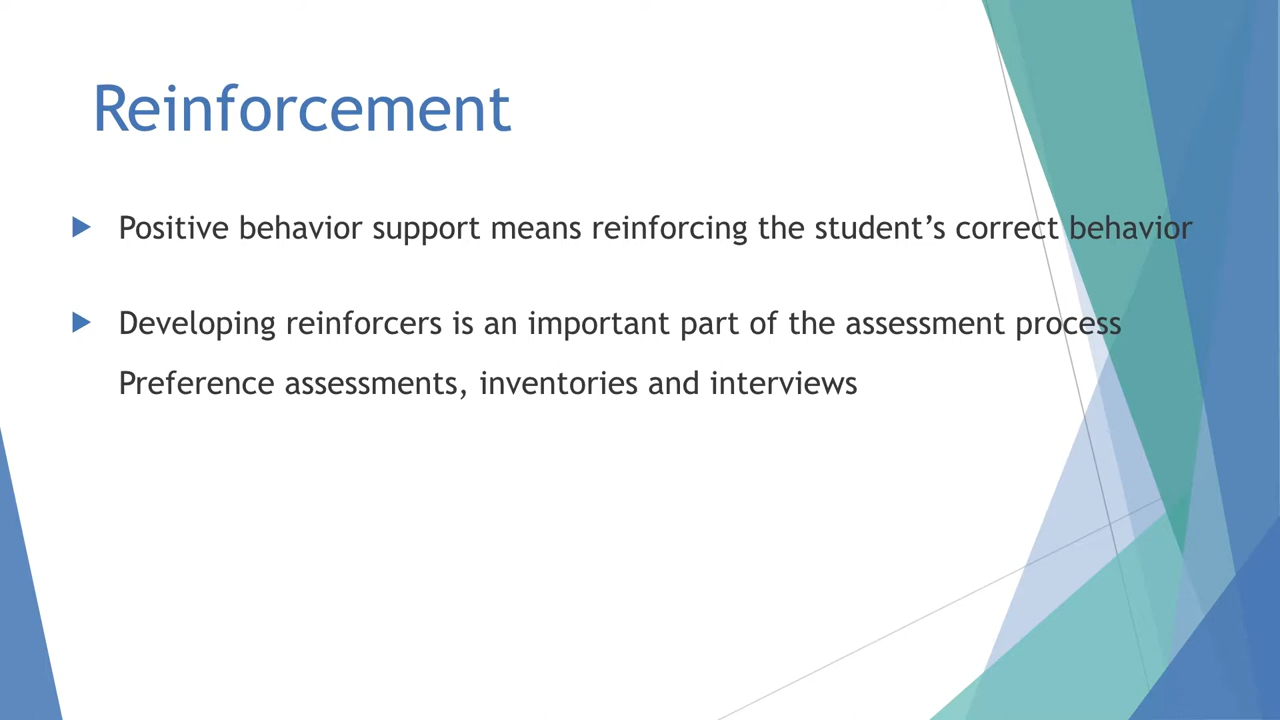 Reinforcement
Positive behavior support means reinforcing the student’s correct behavior
Developing reinforcers is an important part of the assessment process
Preference assessments, inventories and interviews